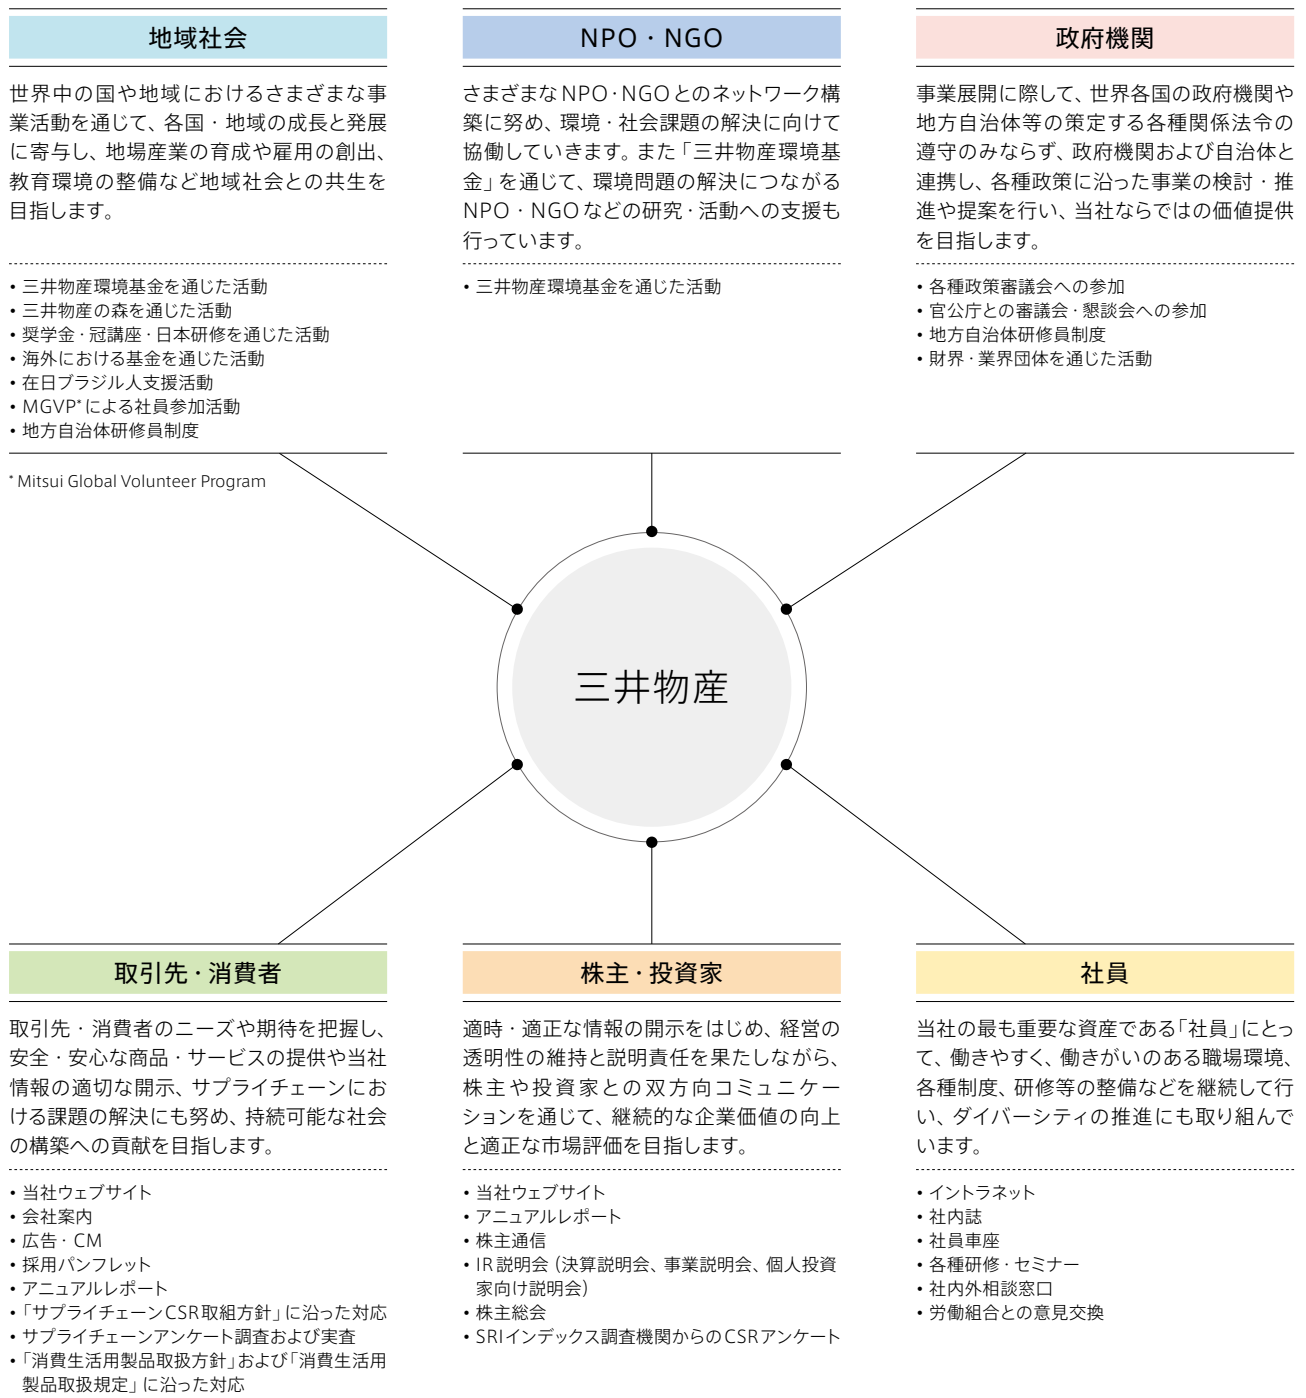 地域社会
世界中の国や地域におけるさまざまな事
業活動を通じて、各国・地域の成長と発展
に寄与し、地場産業の育成や雇用の創出、
教育環境の整備など地域社会との共生を
目指します。
• 三井物産環境基金を通じた活動
• 三井物産の森を通じた活動
• 奨学金・冠講座・日本研修を通じた活動
• 海外における基金を通じた活動
• 在日ブラジル人支援活動
• MGVP*による社員参加活動
• 地方自治体研修員制度
* Mitsui Global Volunteer Program
NPO・NGO
さまざまなNPO・NGOとのネットワーク構
築に努め、環境・社会課題の解決に向けて
協働していきます。また「三井物産環境基
金」を通じて、環境問題の解決につながる
NPO・NGOなどの研究・活動への支援も
行っています。
• 三井物産環境基金を通じた活動
政府機関
事業展開に際して、世界各国の政府機関や
地方自治体等の策定する各種関係法令の
遵守のみならず、政府機関および自治体と
連携し、各種政策に沿った事業の検討・推
進や提案を行い、当社ならではの価値提供
を目指します。
• 各種政策審議会への参加
• 官公庁との審議会・懇談会への参加
• 地方自治体研修員制度
• 財界・業界団体を通じた活動
三井物産
取引先・消費者
取引先・消費者のニーズや期待を把握し、
安全・安心な商品・サービスの提供や当社
情報の適切な開示、サプライチェーンにお
ける課題の解決にも努め、持続可能な社会
の構築への貢献を目指します。
• 当社ウェブサイト
• 会社案内
• 広告・CM
• 採用パンフレット
• アニュアルレポート
• 「サプライチェーンCSR取組方針」に沿った対応
• サプライチェーンアンケート調査および実査
• 「消費生活用製品取扱方針」および「消費生活用
製品取扱規定」に沿った対応
株主・投資家
適時・適正な情報の開示をはじめ、経営の
透明性の維持と説明責任を果たしながら、
株主や投資家との双方向コミュニケー
ションを通じて、継続的な企業価値の向上
と適正な市場評価を目指します。
• 当社ウェブサイト
• アニュアルレポート
• 株主通信
• IR説明会（決算説明会、事業説明会、個人投資
家向け説明会）
• 株主総会
• SRIインデックス調査機関からのCSRアンケート
社員
当社の最も重要な資産である「社員」にとっ
て、働きやすく、働きがいのある職場環境、
各種制度、研修等の整備などを継続して行
い、ダイバーシティの推進にも取り組んで
います。
• イントラネット
• 社内誌
• 社員車座
• 各種研修・セミナー
• 社内外相談窓口
• 労働組合との意見交換